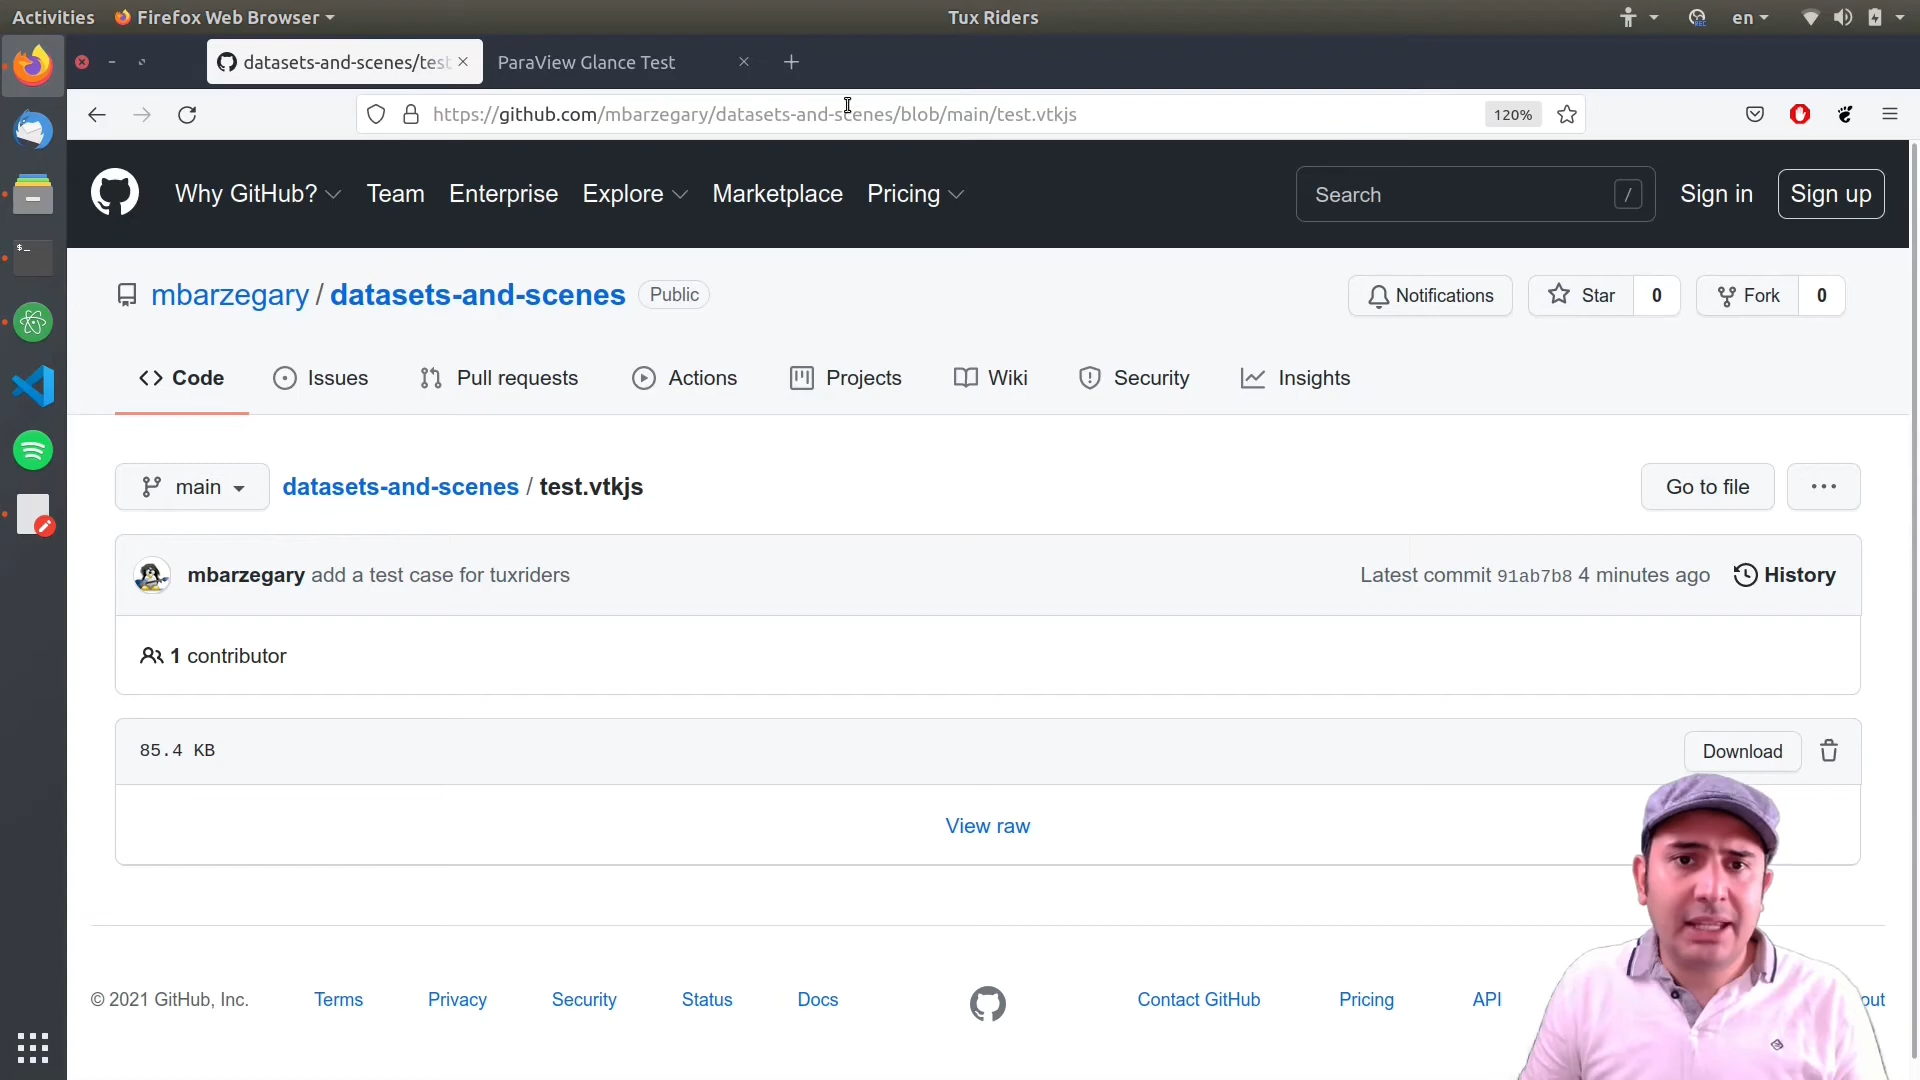 Activities Firefox Web Browser Tux Riders en
datasets-and-scenes/test ParaView Glance Test
https://github.com/mbarzegary/datasets-and-scenes/blob/main/test.vtkjs 120%
Why GitHub? Team Enterprise Explore Marketplace Pricing Search / Sign in Sign up
mbarzegary / datasets-and-scenes Public Notifications Star 0 Fork 0
Code Issues Pull requests Actions Projects Wiki Security Insights
main datasets-and-scenes / test.vtkjs Go to file ...
mbarzegary add a test case for tuxriders Latest commit 91ab7b8 4 minutes ago History
1 contributor
85.4 KB Download
View raw
© 2021 GitHub, Inc. Terms Privacy Security Status Docs Contact GitHub Pricing API